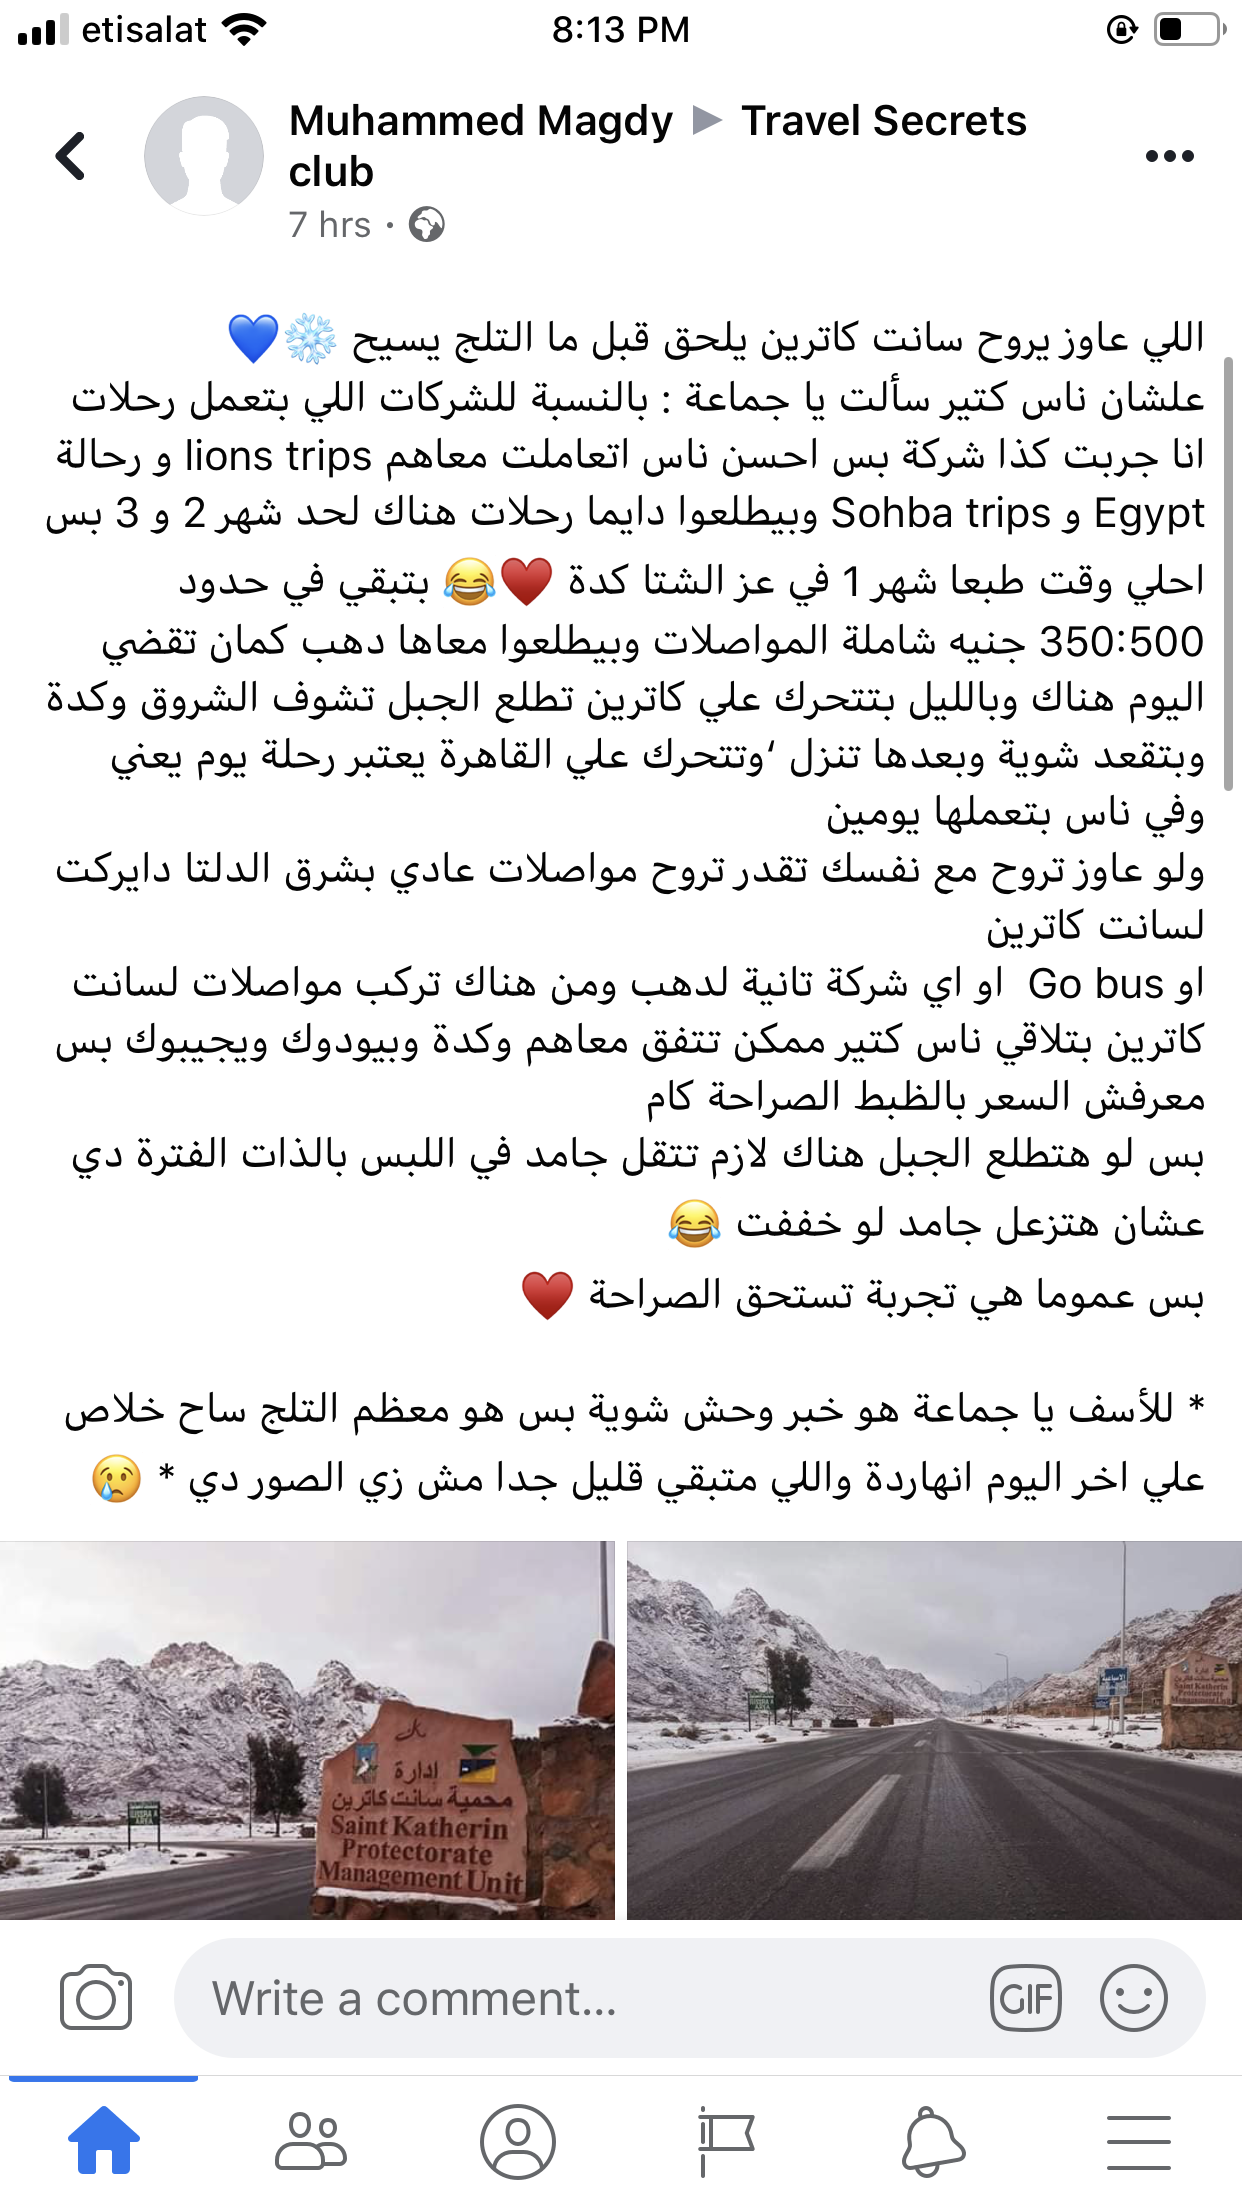 etisalat
8:13 PM
Muhammed Magdy ▶ Travel Secrets
club
7 hrs ·
اللي عاوز يروح سانت كاترين يلحق قبل ما التلج يسيح ❄️💙
علشان ناس كتير سألت يا جماعة : بالنسبة للشركات اللي بتعمل رحلات
انا جربت كذا شركة بس احسن ناس اتعاملت معاهم lions trips و رحالة
Egypt و Sohba trips وبيطلعوا دايما رحلات هناك لحد شهر 2 و 3 بس
احلي وقت طبعا شهر 1 في عز الشتا كدة ♥️😂 بتبقي في حدود
350:500 جنيه شاملة المواصلات وبيطلعوا معاها دهب كمان تقضي
اليوم هناك وبالليل بتتحرك علي كاترين تطلع الجبل تشوف الشروق وكدة
وبتقعد شوية وبعدها تنزل ‘وتتحرك علي القاهرة يعتبر رحلة يوم يعني
وفي ناس بتعملها يومين
ولو عاوز تروح مع نفسك تقدر تروح مواصلات عادي بشرق الدلتا دايركت
لسانت كاترين
او Go bus او اي شركة تانية لدهب ومن هناك تركب مواصلات لسانت
كاترين بتلاقي ناس كتير ممكن تتفق معاهم وكدة وبيودوك ويجيبوك بس
معرفش السعر بالظبط الصراحة كام
بس لو هتطلع الجبل هناك لازم تتقل جامد في اللبس بالذات الفترة دي
عشان هتزعل جامد لو خففت 😂
بس عموما هي تجربة تستحق الصراحة ♥️
* للأسف يا جماعة هو خبر وحش شوية بس هو معظم التلج ساح خلاص
علي اخر اليوم انهاردة واللي متبقي قليل جدا مش زي الصور دي * 😢
إدارة
محمية سانت كاترين
Saint Katherin
Protectorate
Management Unit
Saint Katherin
Protectorate
Management Unit
Write a comment...
GIF